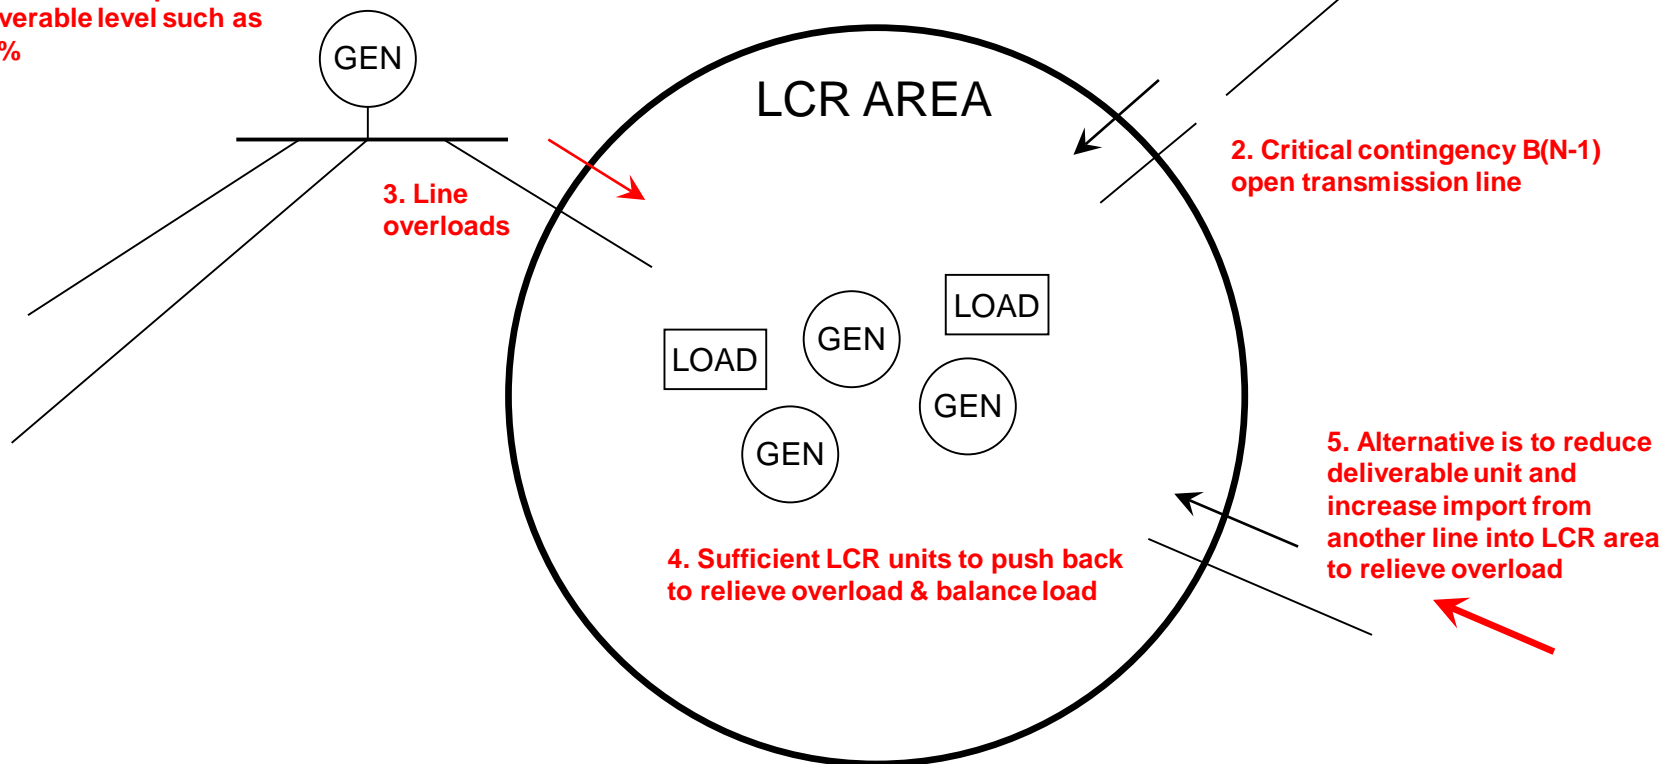 verable level such as
%
GEN
LCR AREA
2. Critical contingency B(N-1)
open transmission line
3. Line
overloads
LOAD
GEN
LOAD
GEN
GEN
4. Sufficient LCR units to push back
to relieve overload & balance load
5. Alternative is to reduce
deliverable unit and
increase import from
another line into LCR area
to relieve overload